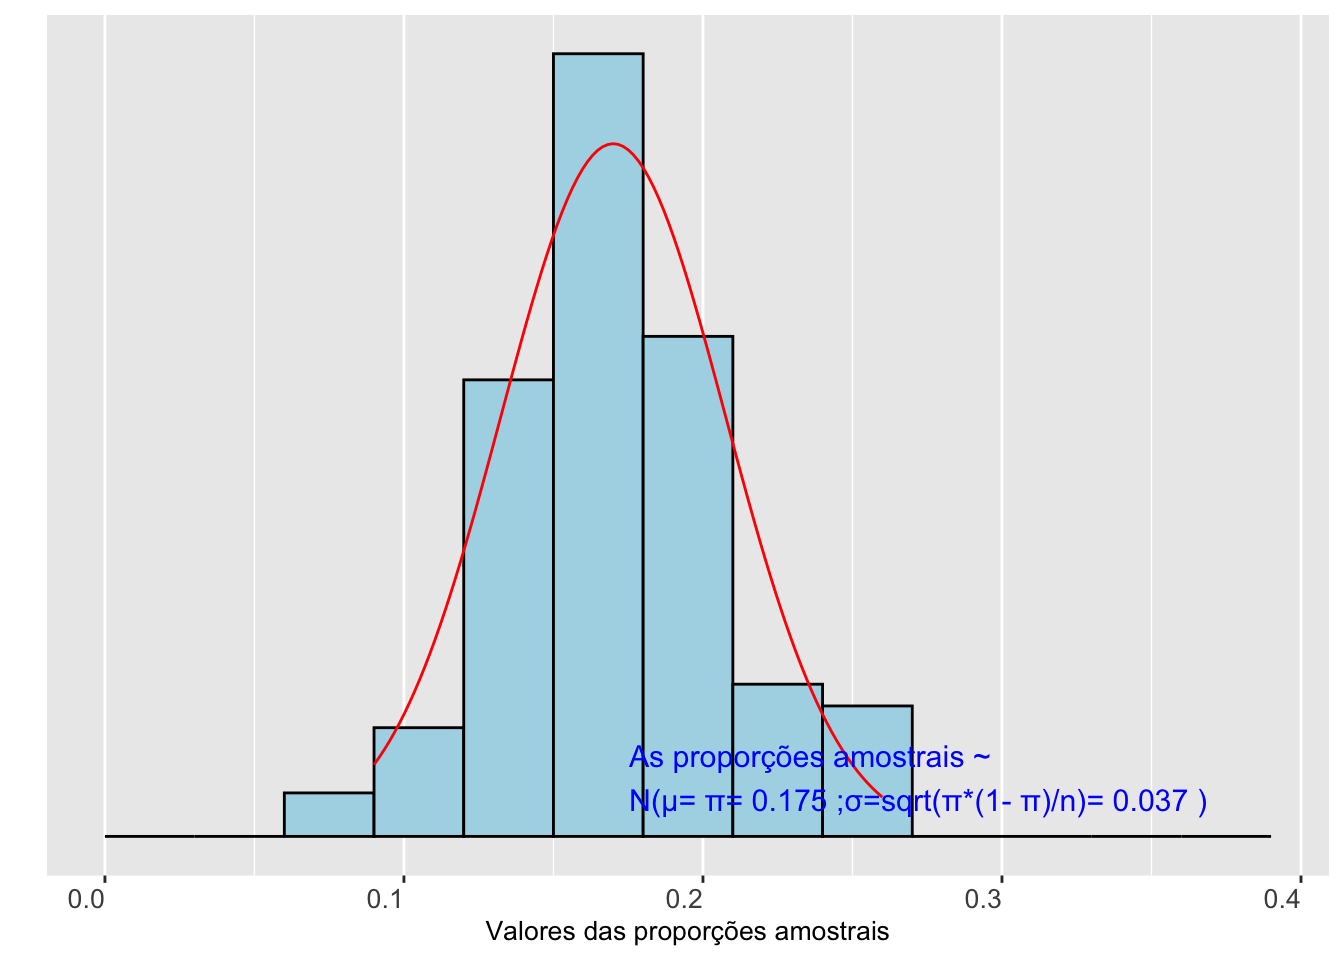 As proporções amostrais ~
N(μ= π= 0.175 ;σ=sqrt(π*(1- π)/n)= 0.037 )
0.0 0.1 0.2 0.3 0.4
Valores das proporções amostrais